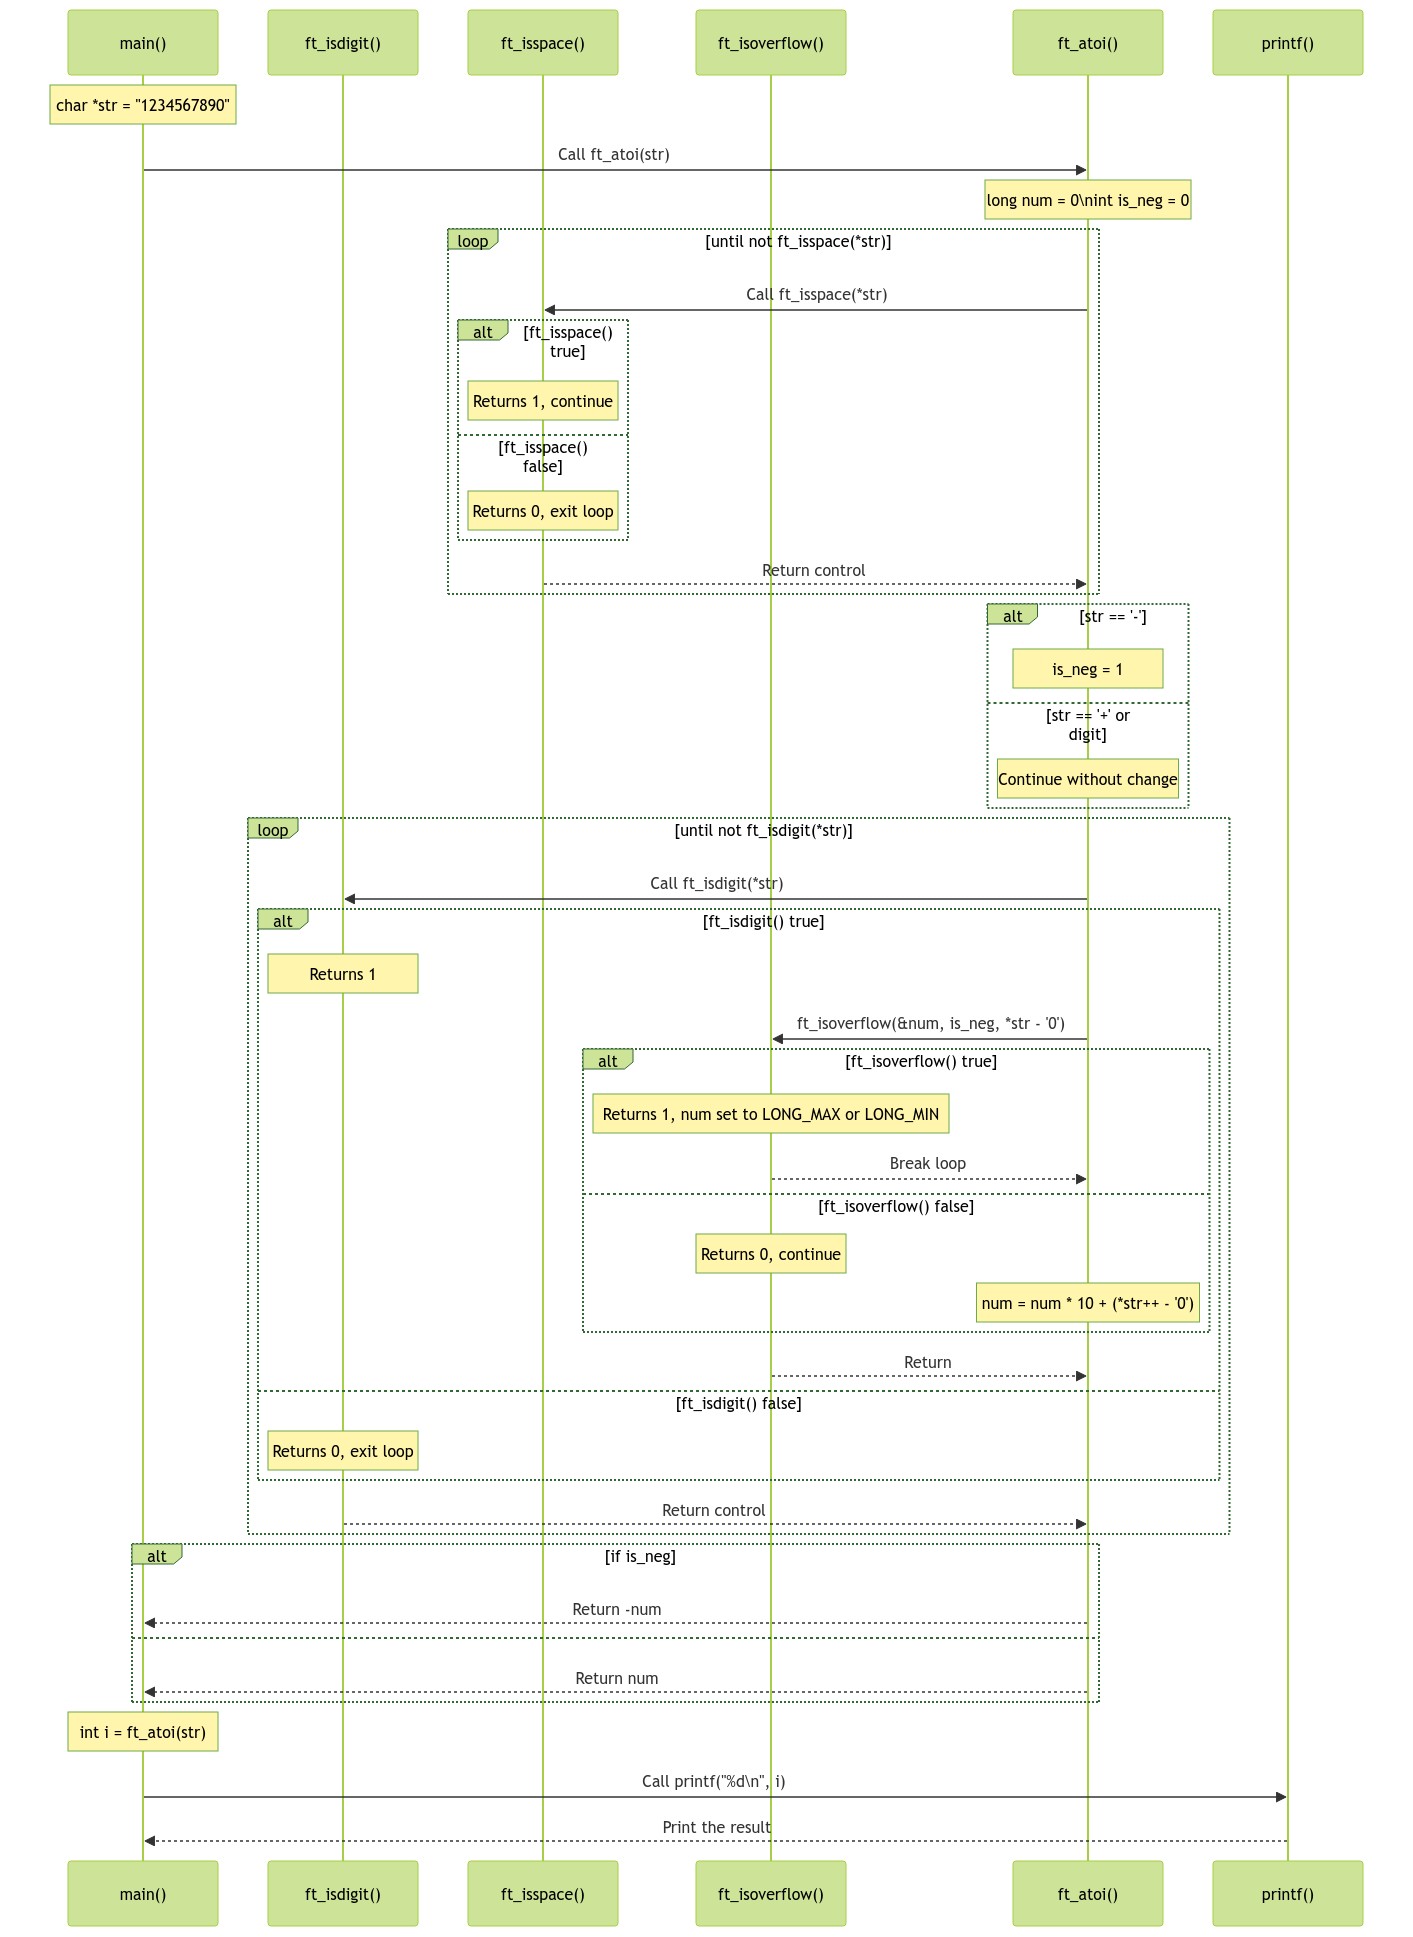 main()
ft_isdigit()
ft_isspace()
ft_isoverflow()
ft_atoi()
printf()
char *str = "1234567890"
Call ft_atoi(str)
long num = 0\nint is_neg = 0
loop
[until not ft_isspace(*str)]
Call ft_isspace(*str)
alt
[ft_isspace()
true]
Returns 1, continue
[ft_isspace()
false]
Returns 0, exit loop
Return control
alt
[str == '-']
is_neg = 1
[str == '+' or
digit]
Continue without change
loop
[until not ft_isdigit(*str)]
Call ft_isdigit(*str)
alt
[ft_isdigit() true]
Returns 1
ft_isoverflow(&num, is_neg, *str - '0')
alt
[ft_isoverflow() true]
Returns 1, num set to LONG_MAX or LONG_MIN
Break loop
[ft_isoverflow() false]
Returns 0, continue
num = num * 10 + (*str++ - '0')
Return
[ft_isdigit() false]
Returns 0, exit loop
Return control
alt
[if is_neg]
Return -num
Return num
int i = ft_atoi(str)
Call printf("%d\n", i)
Print the result
main()
ft_isdigit()
ft_isspace()
ft_isoverflow()
ft_atoi()
printf()